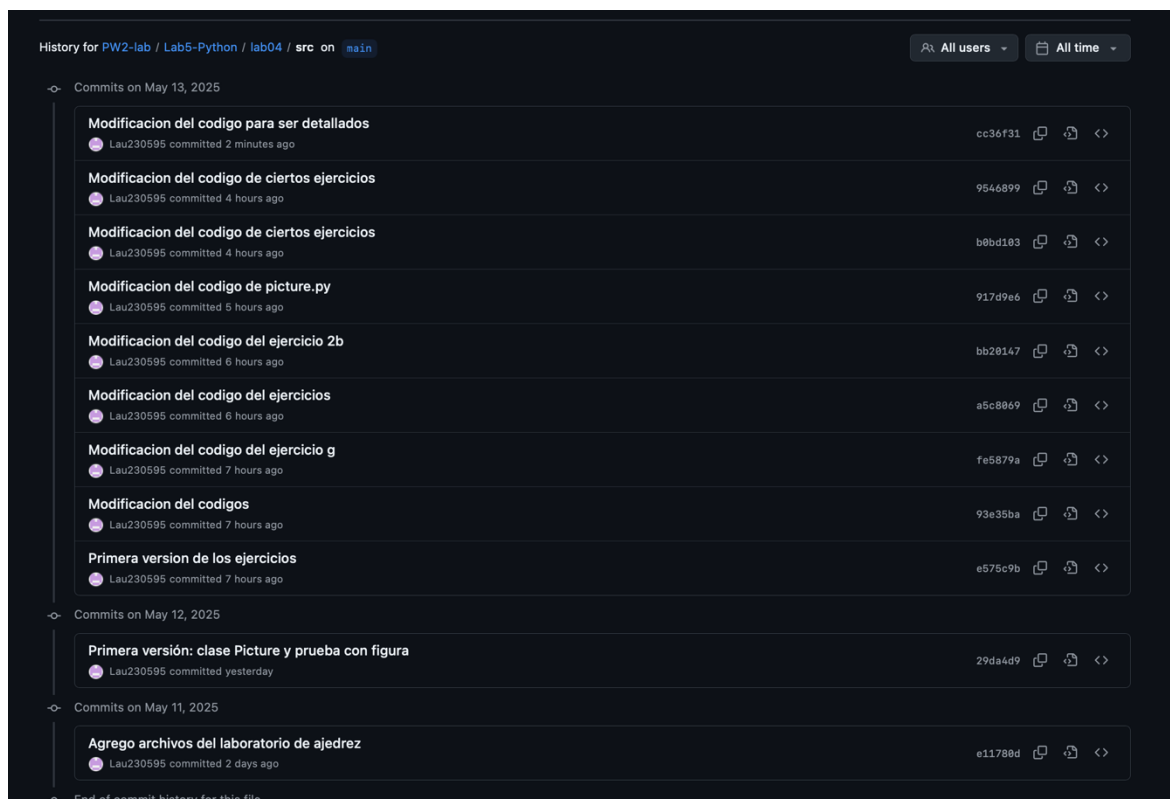 History for PW2-lab / Lab5-Python / lab04 / src on main
All users
All time
Commits on May 13, 2025
Modificacion del codigo para ser detallados
cc36f31
Lau230595 committed 2 minutes ago
Modificacion del codigo de ciertos ejercicios
9546899
Lau230595 committed 4 hours ago
Modificacion del codigo de ciertos ejercicios
b0bd103
Lau230595 committed 4 hours ago
Modificacion del codigo de picture.py
917d9e6
Lau230595 committed 5 hours ago
Modificacion del codigo del ejercicio 2b
bb20147
Lau230595 committed 6 hours ago
Modificacion del codigo del ejercicios
a5c8069
Lau230595 committed 6 hours ago
Modificacion del codigo del ejercicio g
fe5879a
Lau230595 committed 7 hours ago
Modificacion del codigos
93e35ba
Lau230595 committed 7 hours ago
Primera version de los ejercicios
e575c9b
Lau230595 committed 7 hours ago
Commits on May 12, 2025
Primera versión: clase Picture y prueba con figura
29da4d9
Lau230595 committed yesterday
Commits on May 11, 2025
Agrego archivos del laboratorio de ajedrez
e11780d
Lau230595 committed 2 days ago
End of commit history for this file